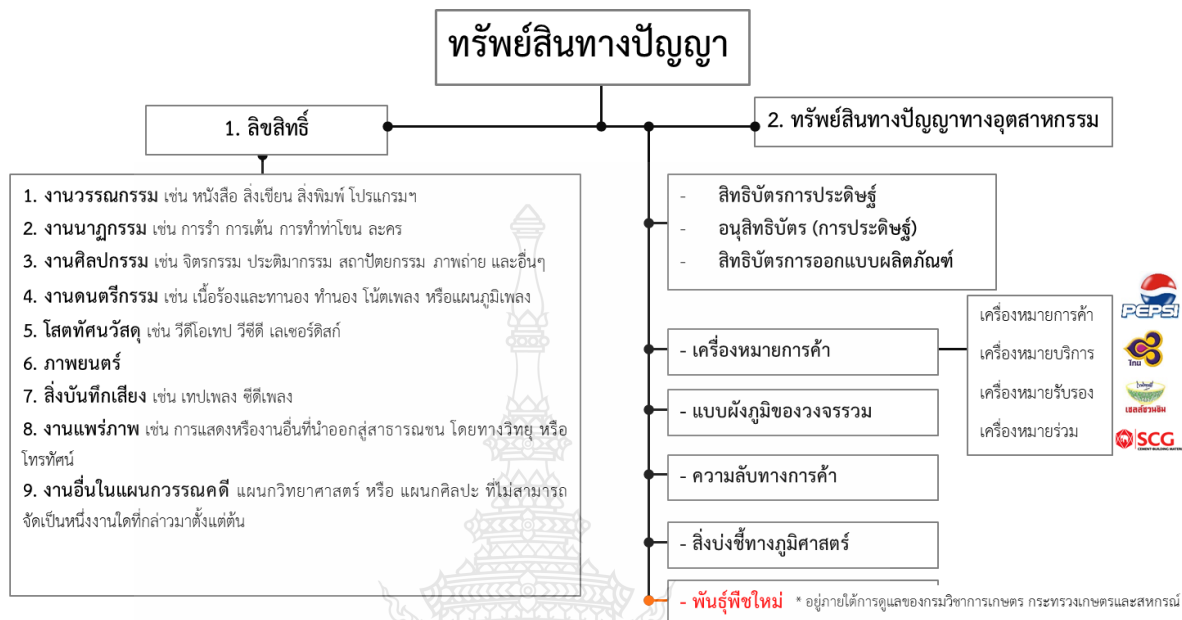 ทรัพย์สินทางปัญญา
1. ลิขสิทธิ์
2. ทรัพย์สินทางปัญญาทางอุตสาหกรรม
1. งานวรรณกรรม เช่น หนังสือ สิ่งเขียน สิ่งพิมพ์ โปรแกรมฯ
2. งานนาฏกรรม เช่น การรำ การเต้น การทำท่าโขน ละคร
3. งานศิลปกรรม เช่น จิตรกรรม ประติมากรรม สถาปัตยกรรม ภาพถ่าย และอื่นๆ
4. งานดนตรีกรรม เช่น เนื้อร้องและทานอง ทำนอง โน้ตเพลง หรือแผนภูมิเพลง
5. โสตทัศนวัสดุ เช่น วีดีโอเทป วีซีดี เลเซอร์ดิสก์
6. ภาพยนตร์
7. สิ่งบันทึกเสียง เช่น เทปเพลง ซีดีเพลง
8. งานแพร่ภาพ เช่น การแสดงหรืองานอื่นที่นำออกสู่สาธารณชน โดยทางวิทยุ หรือ
โทรทัศน์
9. งานอื่นในแผนกวรรณคดี แผนกวิทยาศาสตร์ หรือ แผนกศิลปะ ที่ไม่สามารถ
จัดเป็นหนึ่งงานใดที่กล่าวมาตั้งแต่ต้น
- สิทธิบัตรการประดิษฐ์
- อนุสิทธิบัตร (การประดิษฐ์)
- สิทธิบัตรการออกแบบผลิตภัณฑ์
- เครื่องหมายการค้า
เครื่องหมายการค้า
เครื่องหมายบริการ
เครื่องหมายรับรอง
เครื่องหมายร่วม
PEPSI
ไทย
เชลล์ชวนชิม
SCG
- แบบผังภูมิของวงจรรวม
- ความลับทางการค้า
- สิ่งบ่งชี้ทางภูมิศาสตร์
- พันธุ์พืชใหม่ * อยู่ภายใต้การดูแลของกรมวิชาการเกษตร กระทรวงเกษตรและสหกรณ์